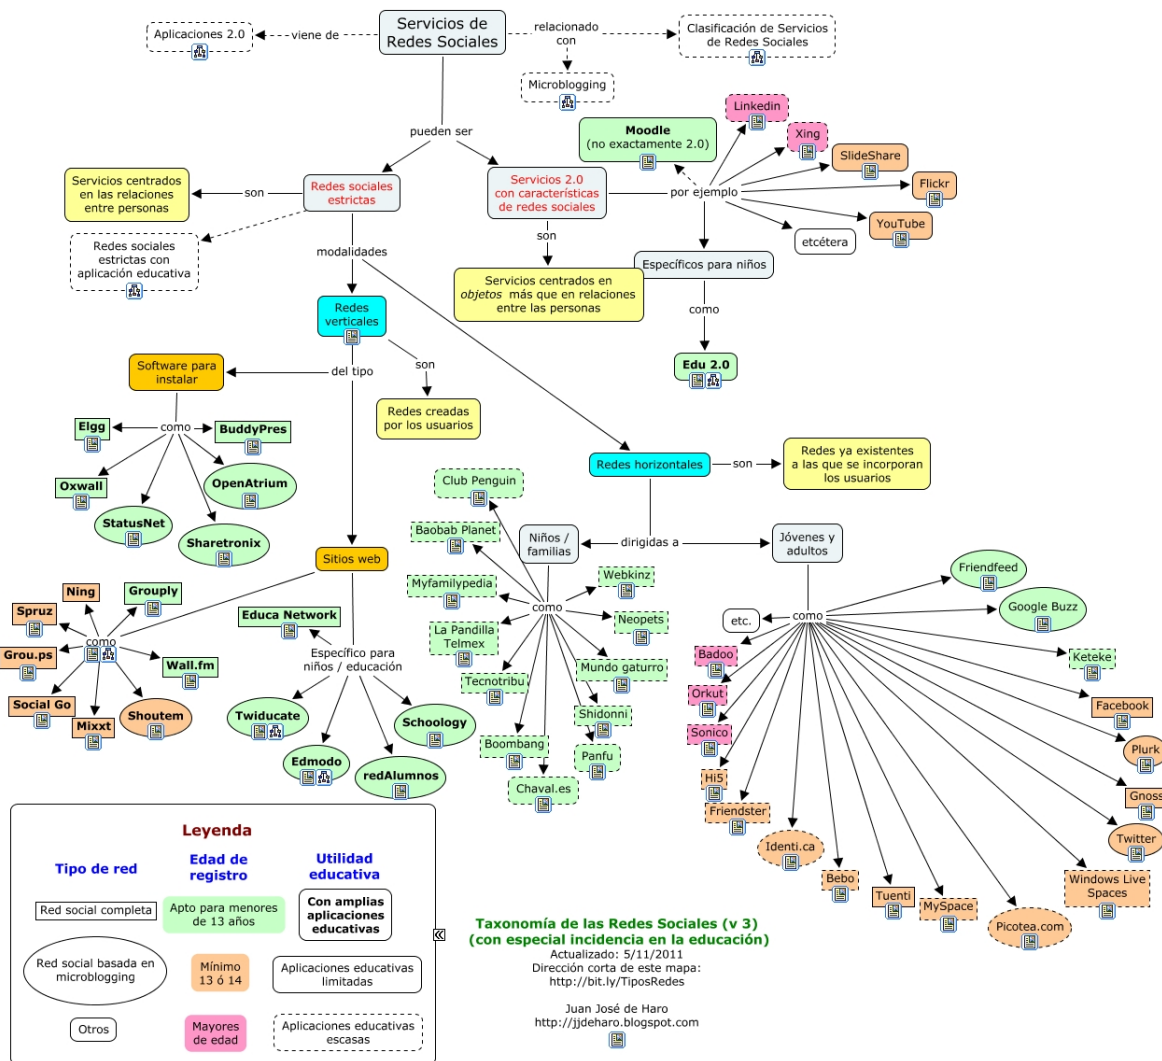 Servicios de
Redes Sociales
Aplicaciones 2.0
viene de
relacionado
con
Clasificación de Servicios
de Redes Sociales
Microblogging
pueden ser
Moodle
(no exactamente 2.0)
Linkedin
Xing
SlideShare
Flickr
YouTube
etcétera
por ejemplo
Servicios centrados
en las relaciones
entre personas
son
Redes sociales
estrictas
Servicios 2.0
con características
de redes sociales
Redes sociales
estrictas con
aplicación educativa
modalidades
son
Servicios centrados en
objetos más que en relaciones
entre las personas
Específicos para niños
como
Edu 2.0
Redes
verticales
Software para
instalar
del tipo
son
Redes creadas
por los usuarios
Elgg
como
BuddyPres
Oxwall
OpenAtrium
StatusNet
Sharetronix
Redes horizontales
son
Redes ya existentes
a las que se incorporan
los usuarios
dirigidas a
Niños /
familias
Jóvenes y
adultos
Sitios web
Club Penguin
Baobab Planet
Myfamilypedia
como
Webkinz
La Pandilla
Telmex
Neopets
Tecnotribu
Mundo gaturro
Shidonni
Boombang
Panfu
Chaval.es
Ning
Grouply
Spruz
como
Grou.ps
Wall.fm
Social Go
Mixxt
Shoutem
Educa Network
Específico para
niños / educación
Twiducate
Schoology
Edmodo
redAlumnos
Friendfeed
Google Buzz
etc.
como
Badoo
Keteke
Orkut
Facebook
Sonico
Plurk
Hi5
Gnoss
Friendster
Twitter
Identi.ca
Bebo
Tuenti
MySpace
Windows Live
Spaces
Picotea.com
Leyenda
Tipo de red
Edad de
registro
Utilidad
educativa
Red social completa
Apto para menores
de 13 años
Con amplias
aplicaciones
educativas
Red social basada en
microblogging
Mínimo
13 ó 14
Aplicaciones educativas
limitadas
Otros
Mayores
de edad
Aplicaciones educativas
escasas
Taxonomía de las Redes Sociales (v 3)
(con especial incidencia en la educación)
Actualizado: 5/11/2011
Dirección corta de este mapa:
http://bit.ly/TiposRedes
Juan José de Haro
http://jjdeharo.blogspot.com